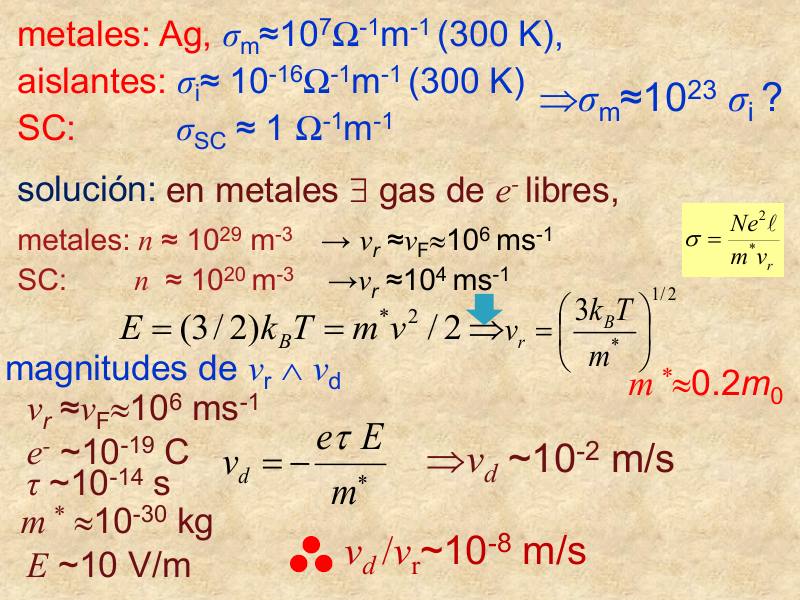 metales: Ag, σm≈10⁷Ω⁻¹m⁻¹ (300 K),
aislantes: σi≈ 10⁻¹⁶Ω⁻¹m⁻¹ (300 K)
⇒σm≈10²³ σi ?
SC: σSC ≈ 1 Ω⁻¹m⁻¹
solución: en metales ∃ gas de e⁻ libres,
metales: n ≈ 10²⁹ m⁻³ → vr ≈vF≈10⁶ ms⁻¹
σ = Ne²ℓ / m*vr
SC: n ≈ 10²⁰ m⁻³ →vr ≈10⁴ ms⁻¹
E = (3/2)kBT = m*v²/2 ⇒vr = (3kBT / m*)^1/2
magnitudes de vr ∧ vd
m *≈0.2m0
vr ≈vF≈10⁶ ms⁻¹
e⁻ ~10⁻¹⁹ C
τ ~10⁻¹⁴ s
vd = − eτ E / m*
⇒vd ~10⁻² m/s
m * ≈10⁻³⁰ kg
E ~10 V/m
∴ vd /vr~10⁻⁸ m/s